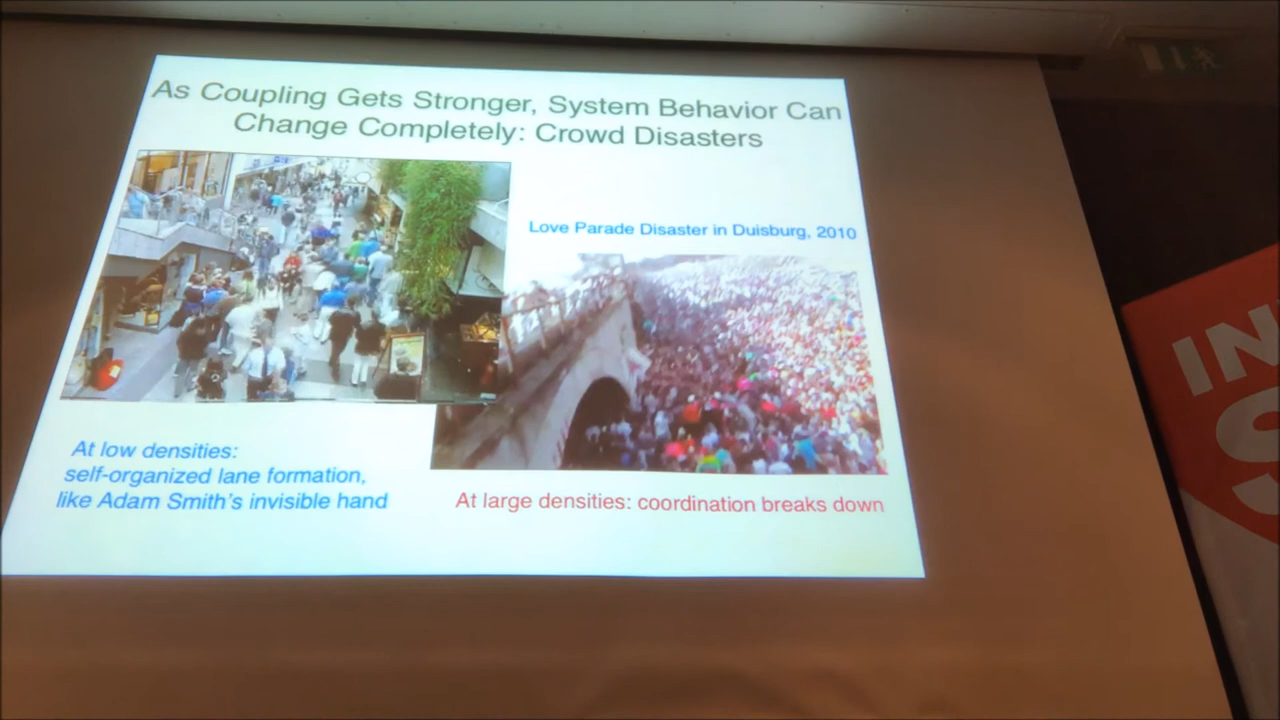 As Coupling Gets Stronger, System Behavior Can
Change Completely: Crowd Disasters
Love Parade Disaster in Duisburg, 2010
At low densities:
self-organized lane formation,
like Adam Smith's invisible hand
At large densities: coordination breaks down